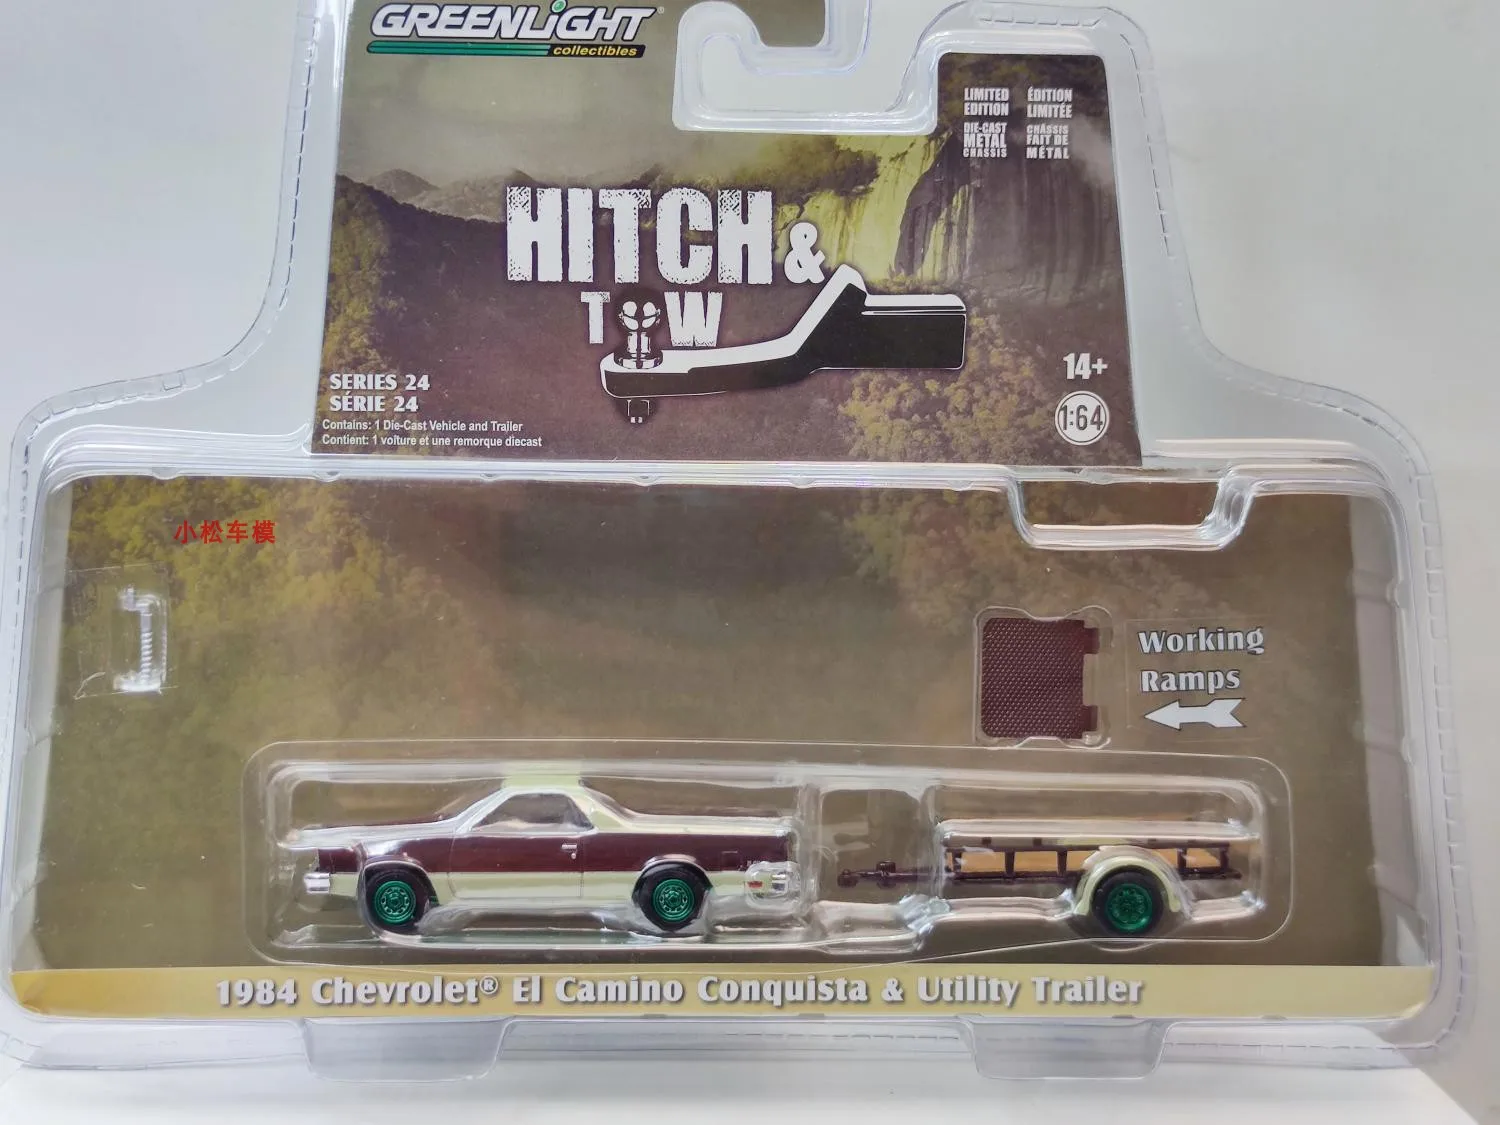 GREENLiGHT®
collectibles
LIMITED EDITION
ÉDITION LIMITÉE
DIE-CAST METAL CHASSIS
CHÂSSIS FAIT DE MÉTAL
HITCH &
TOW
SERIES 24
SÉRIE 24
Contains: 1 Die-Cast Vehicle and Trailer
Contient: 1 voiture et une remorque diecast
14+
1:64
小松车模
Working
Ramps
1984 Chevrolet® El Camino Conquista & Utility Trailer